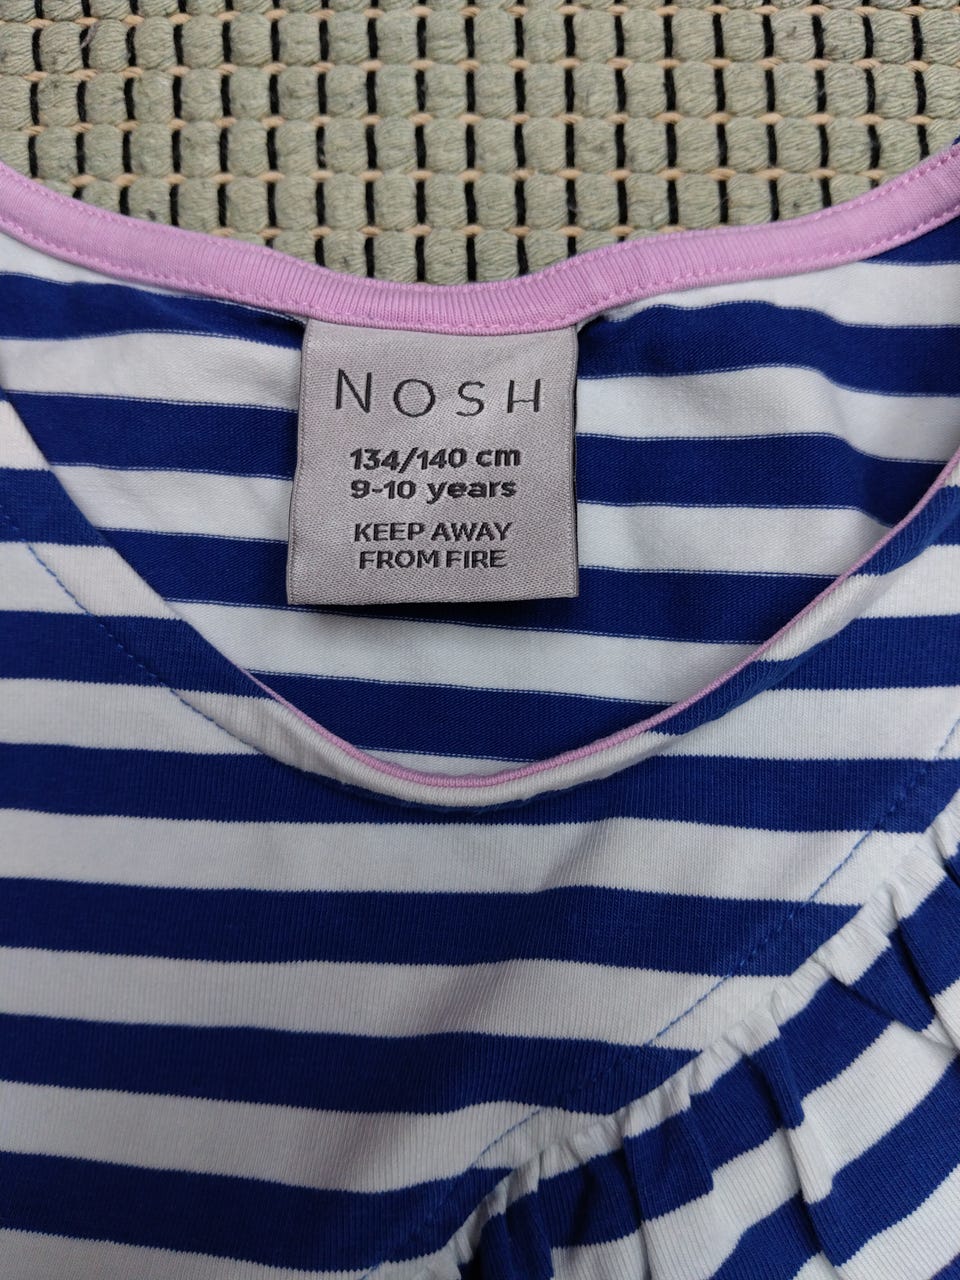 NOSH
134/140 cm
9-10 years
KEEP AWAY
FROM FIRE